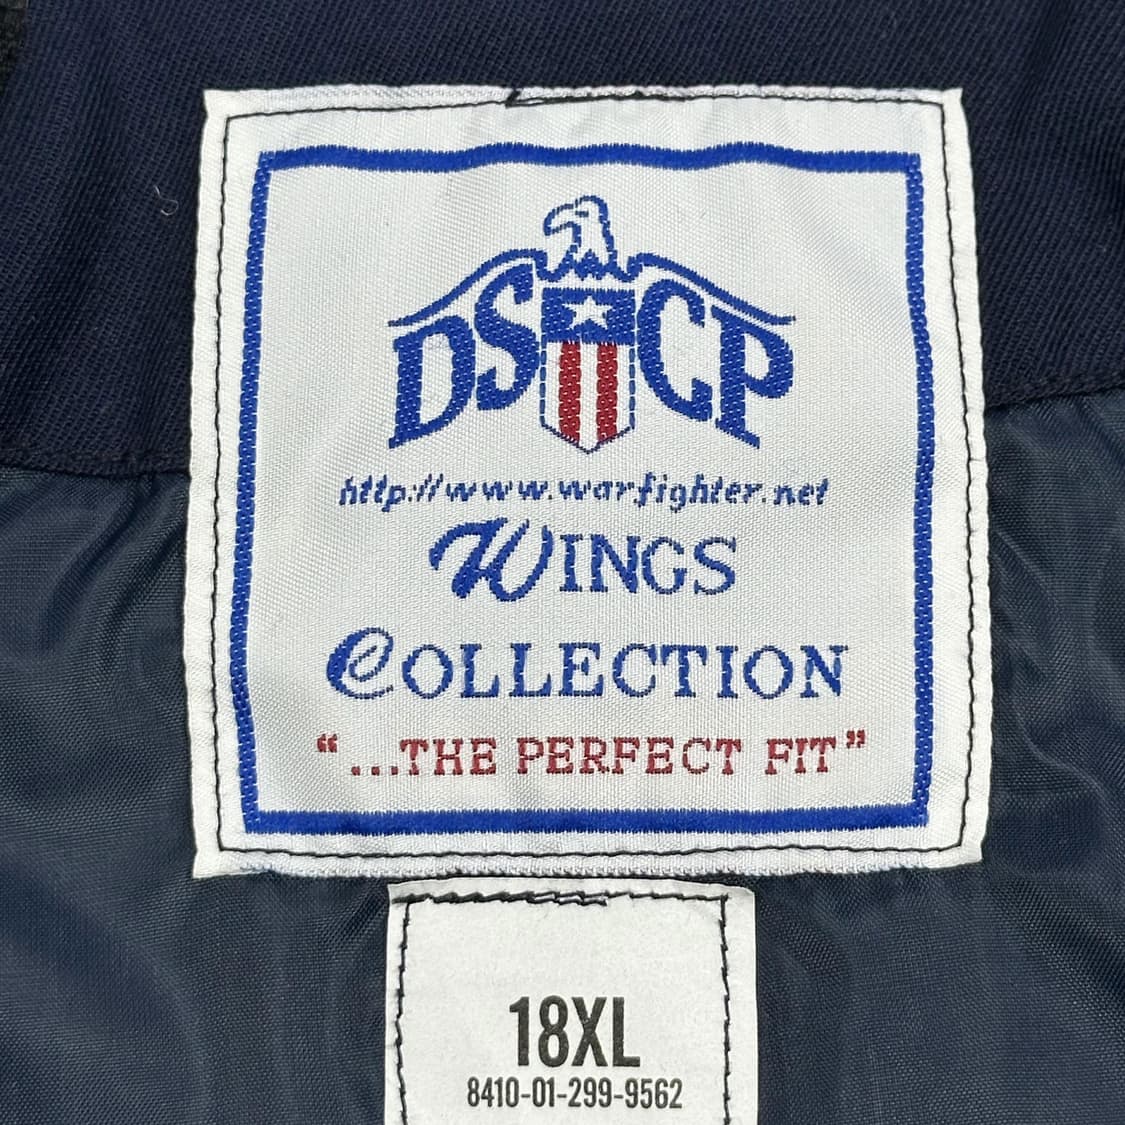 DSCP
http://www.warfighter.net
WINGS
COLLECTION
“...THE PERFECT FIT”
18XL
8410-01-299-9562